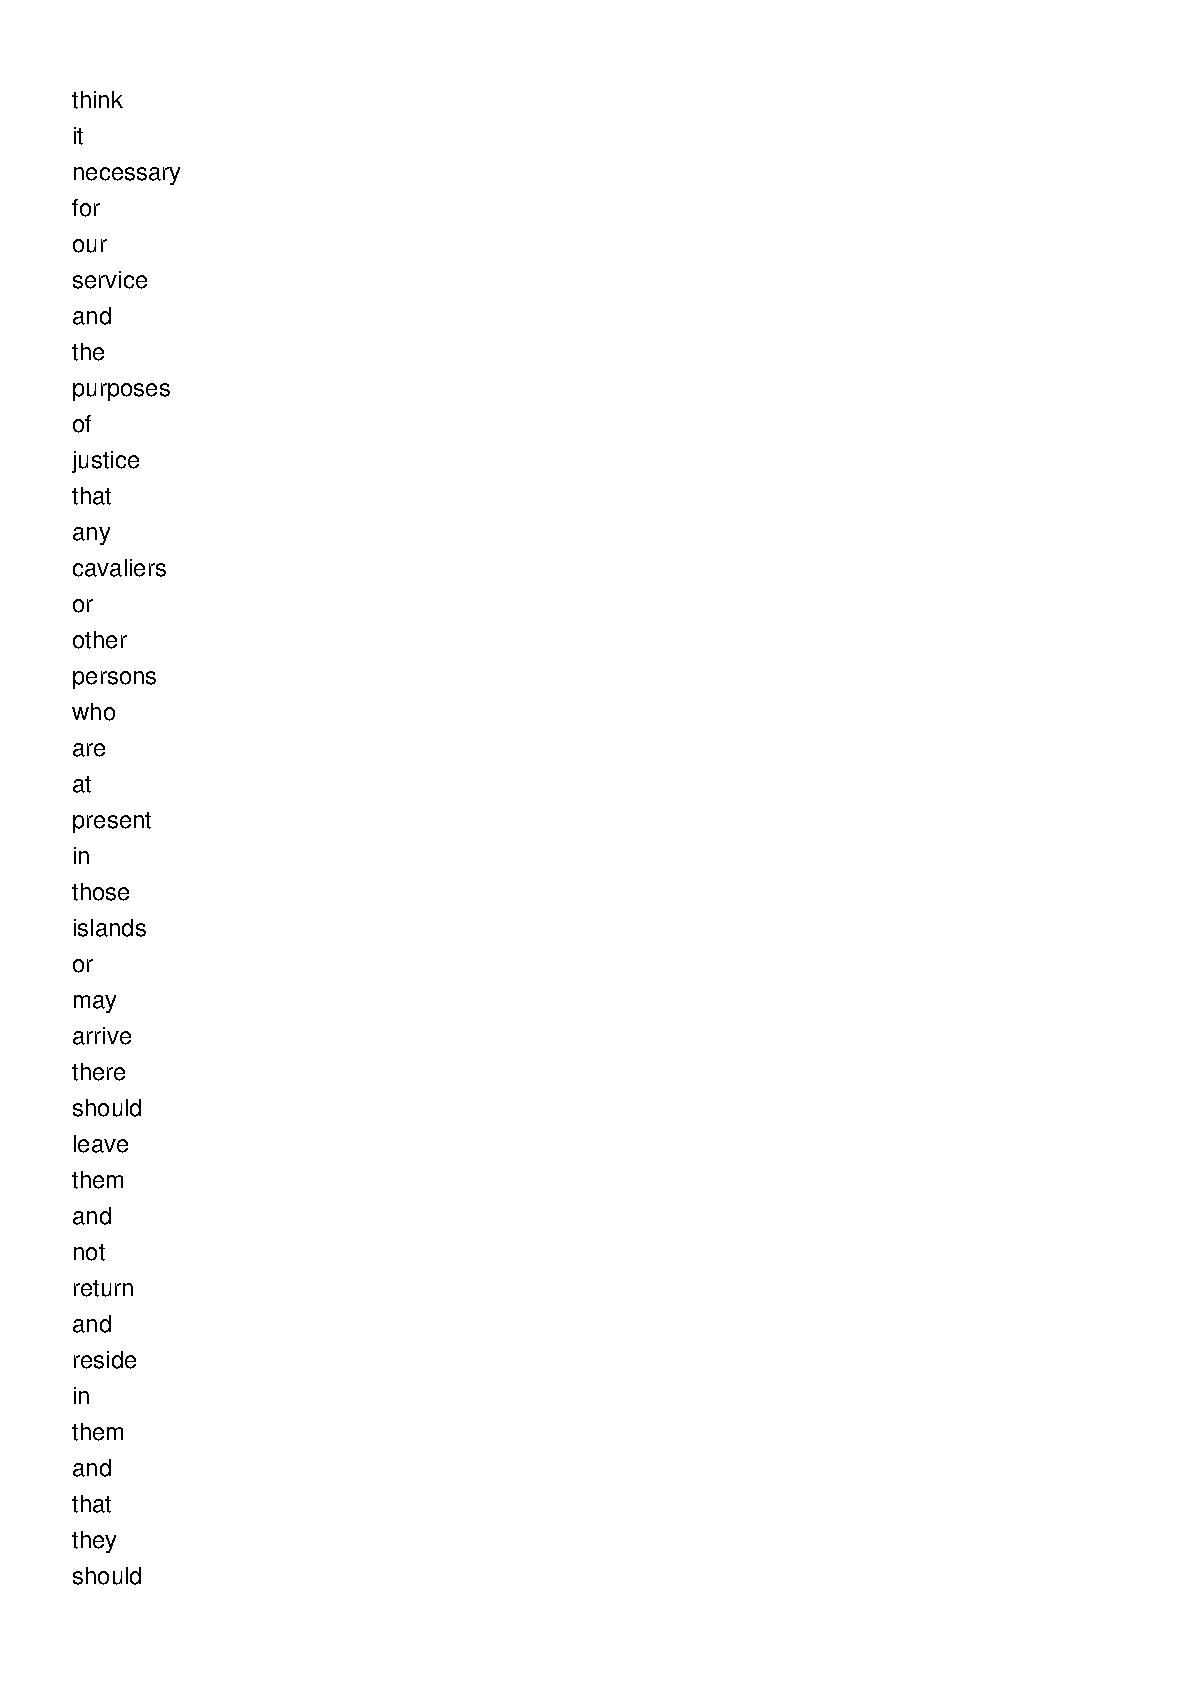 think
it
necessary
for
our
service
and
the
purposes
of
justice
that
any
cavaliers
or
other
persons
who
are
at
present
in
those
islands
or
may
arrive
there
should
leave
them
and
not
return
and
reside
in
them
and
that
they
should